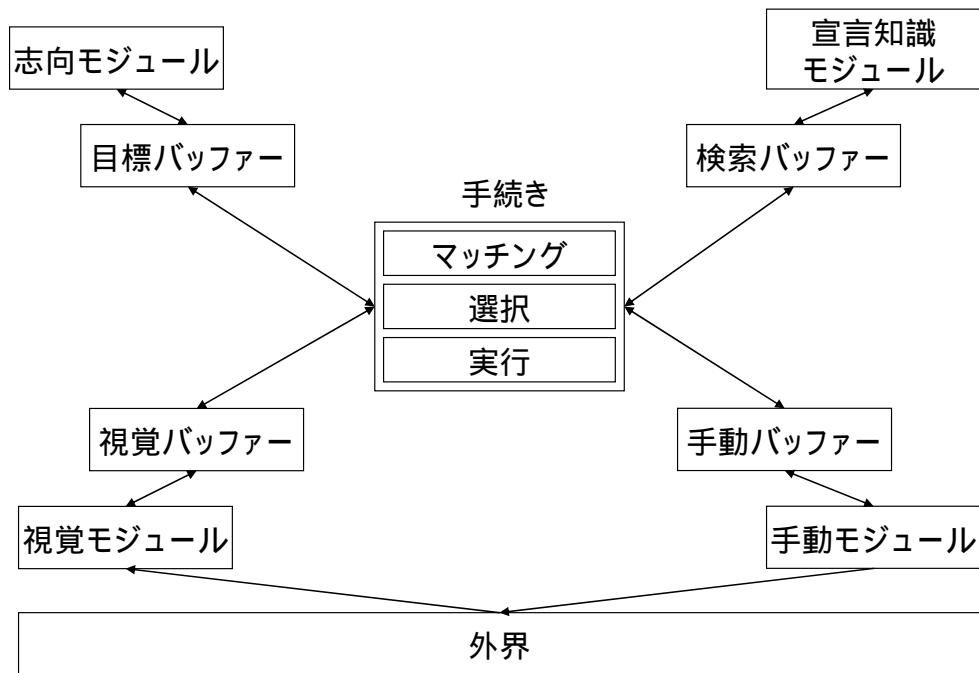 志向モジュール
宣言知識
モジュール
目標バッファー
検索バッファー
手続き
マッチング
選択
実行
視覚バッファー
手動バッファー
視覚モジュール
手動モジュール
外界